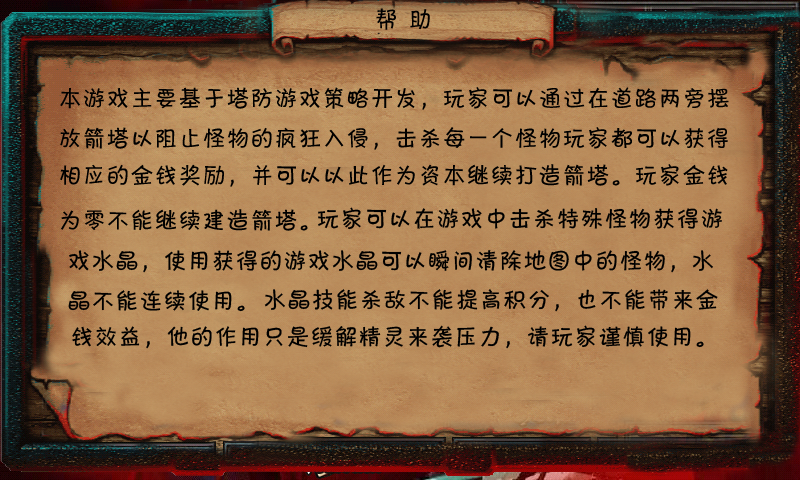 帮助
本游戏主要基于塔防游戏策略开发，玩家可以通过在道路两旁摆
放箭塔以阻止怪物的疯狂入侵，击杀每一个怪物玩家都可以获得
相应的金钱奖励，并可以以此作为资本继续打造箭塔。玩家金钱
为零不能继续建造箭塔。玩家可以在游戏中击杀特殊怪物获得游
戏水晶，使用获得的游戏水晶可以瞬间清除地图中的怪物，水
晶不能连续使用。水晶技能杀敌不能提高积分，也不能带来金
钱效益，他的作用只是缓解精灵来袭压力，请玩家谨慎使用。